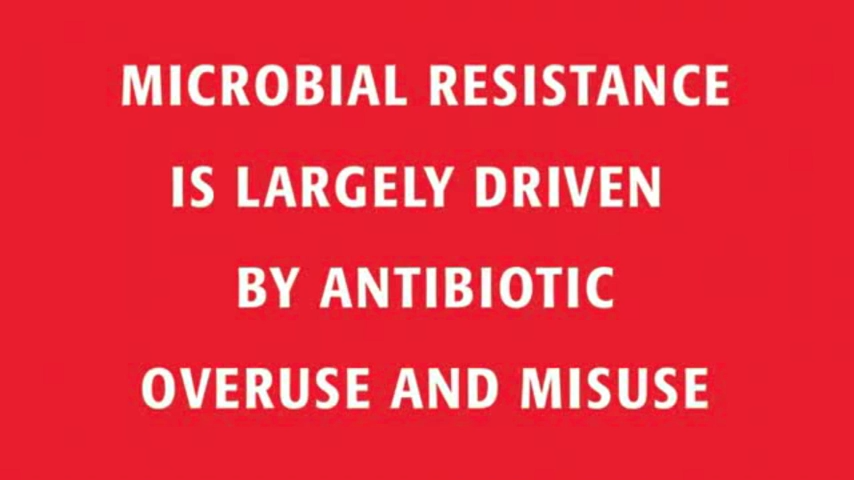 MICROBIAL RESISTANCE
IS LARGELY DRIVEN
BY ANTIBIOTIC
OVERUSE AND MISUSE